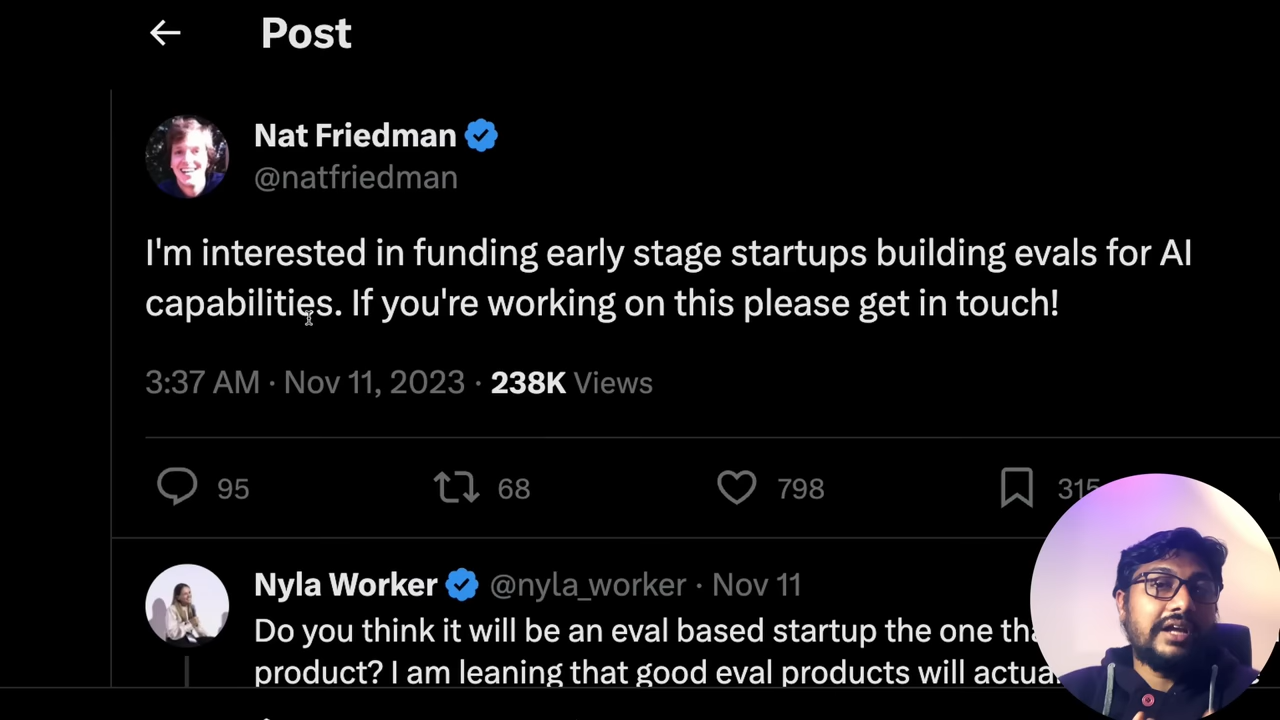 Post
Nat Friedman
@natfriedman
I'm interested in funding early stage startups building evals for AI
capabilities. If you're working on this please get in touch!
3:37 AM · Nov 11, 2023 · 238K Views
95 68 798 315
Nyla Worker @nyla_worker · Nov 11
Do you think it will be an eval based startup the one
product? I am leaning that good eval products will